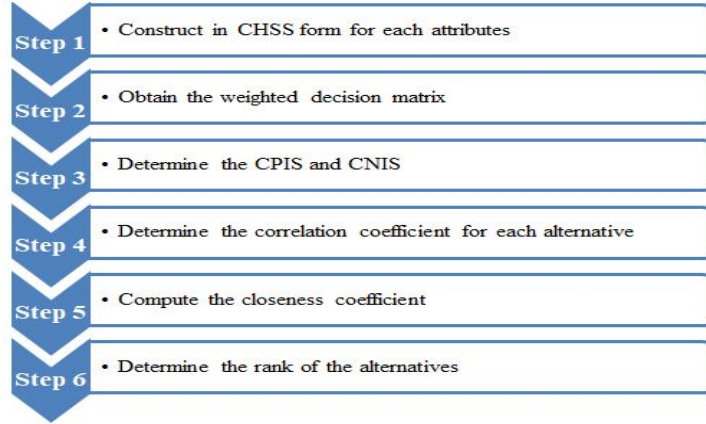 Step 1
• Construct in CHSS form for each attributes
Step 2
• Obtain the weighted decision matrix
Step 3
• Determine the CPIS and CNIS
Step 4
• Determine the correlation coefficient for each alternative
Step 5
• Compute the closeness coefficient
Step 6
• Determine the rank of the alternatives